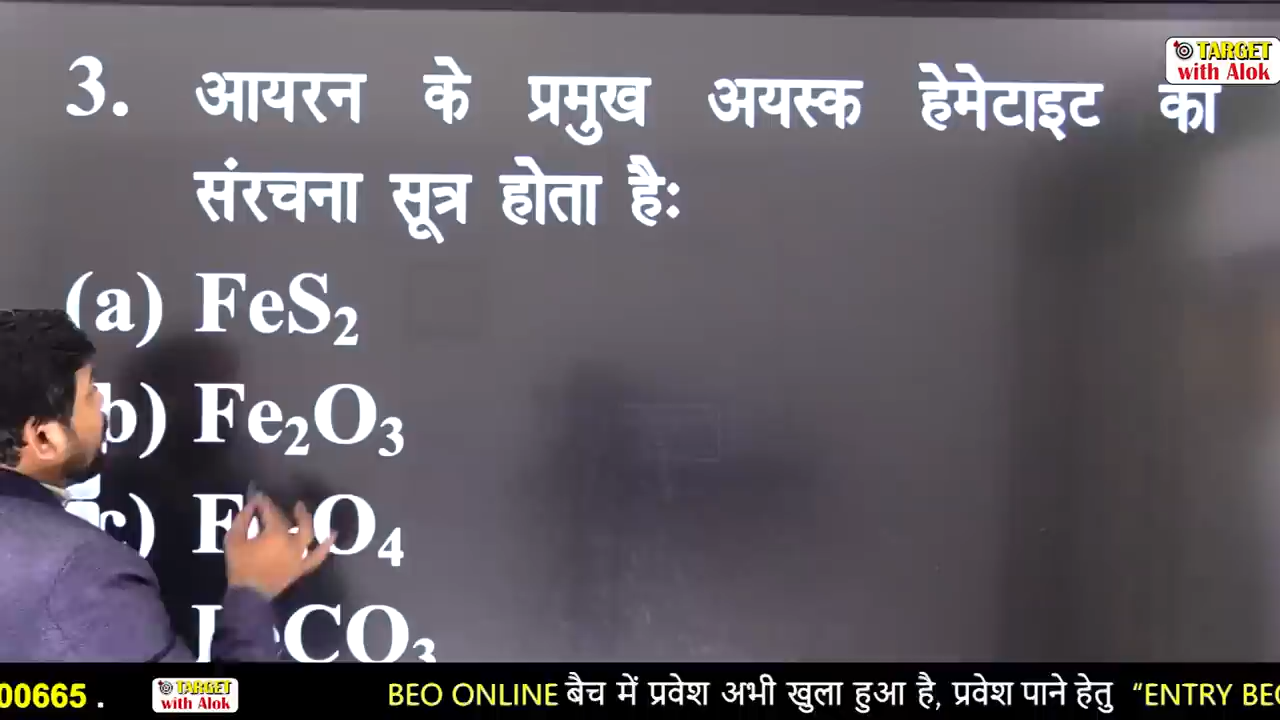 TARGET
with Alok
3. आयरन के प्रमुख अयस्क हेमेटाइट का
संरचना सूत्र होता हैः
(a) FeS₂
b) Fe₂O₃
c) F O₄
CO₃
00665 .
TARGET
with Alok
BEO ONLINE बैच में प्रवेश अभी खुला हुआ है, प्रवेश पाने हेतु “ENTRY BEO